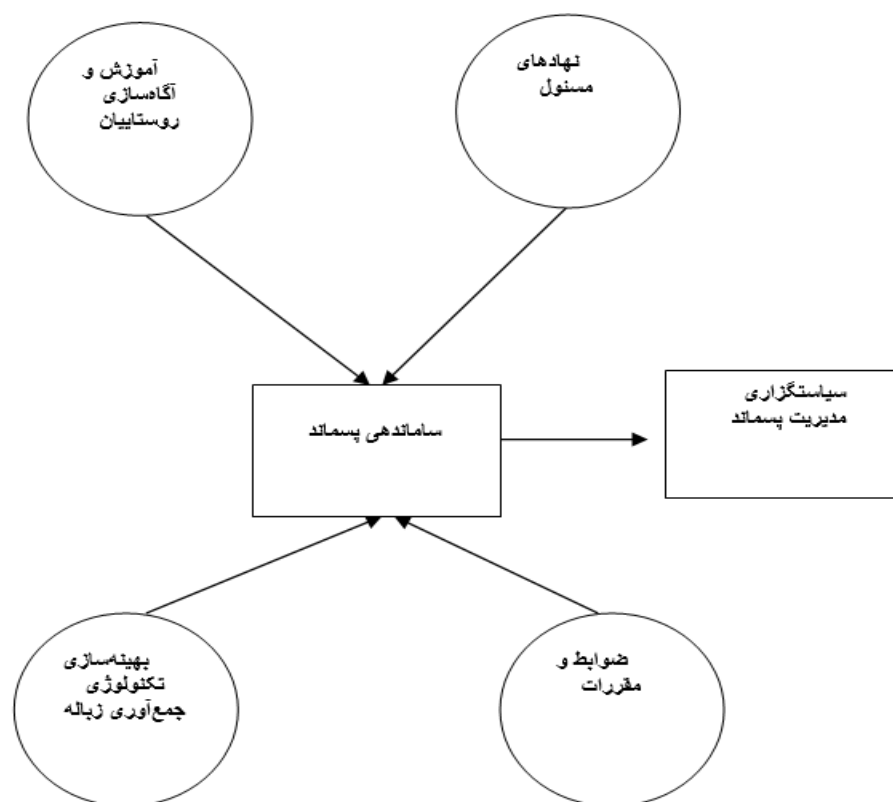 آموزش و
آگاه‌سازی
روستاییان
نهادهای
مسئول
ساماندهی پسماند
سیاستگزاری
مدیریت پسماند
بهینه‌سازی
تکنولوژی
جمع‌آوری زباله
ضوابط و
مقررات